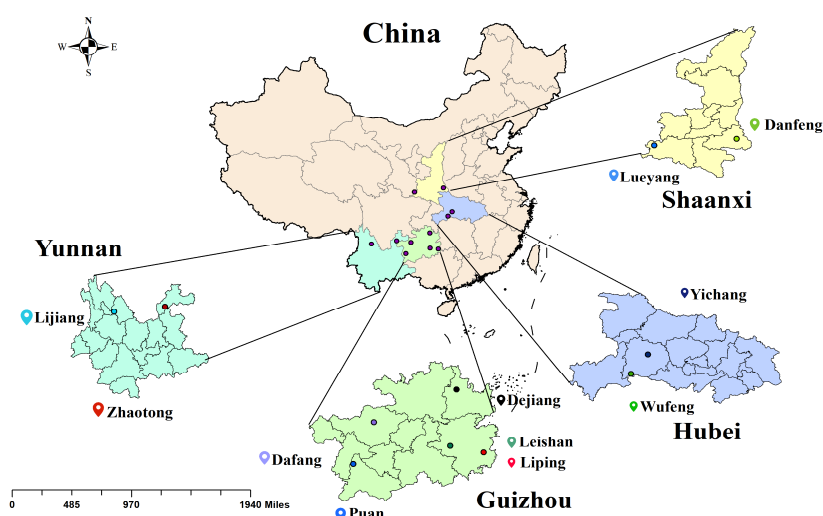 N
W E
S
China
Danfeng
Lueyang
Shaanxi
Yunnan
Lijiang
Zhaotong
Yichang
Wufeng
Hubei
Dejiang
Leishan
Liping
Dafang
Guizhou
Puan
0 485 970 1940 Miles